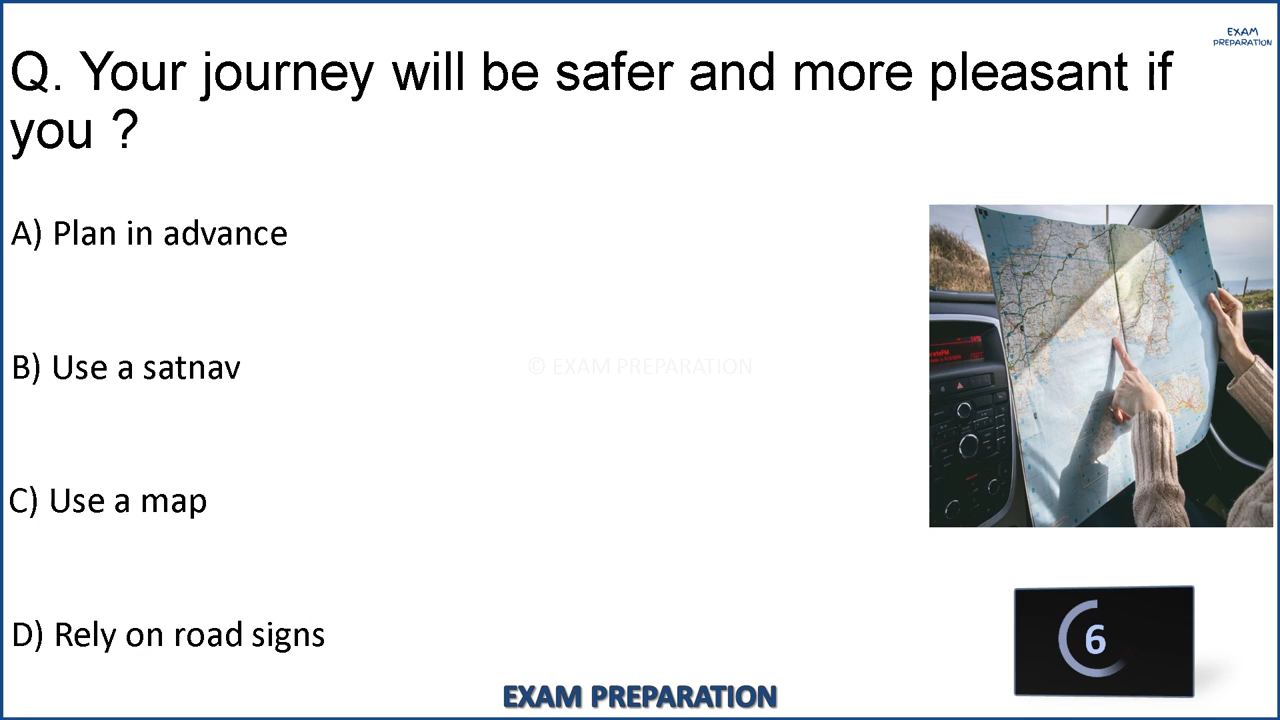 EXAM
PREPARATION
Q. Your journey will be safer and more pleasant if
you ?
A) Plan in advance
B) Use a satnav
© EXAM PREPARATION
C) Use a map
D) Rely on road signs
6
EXAM PREPARATION